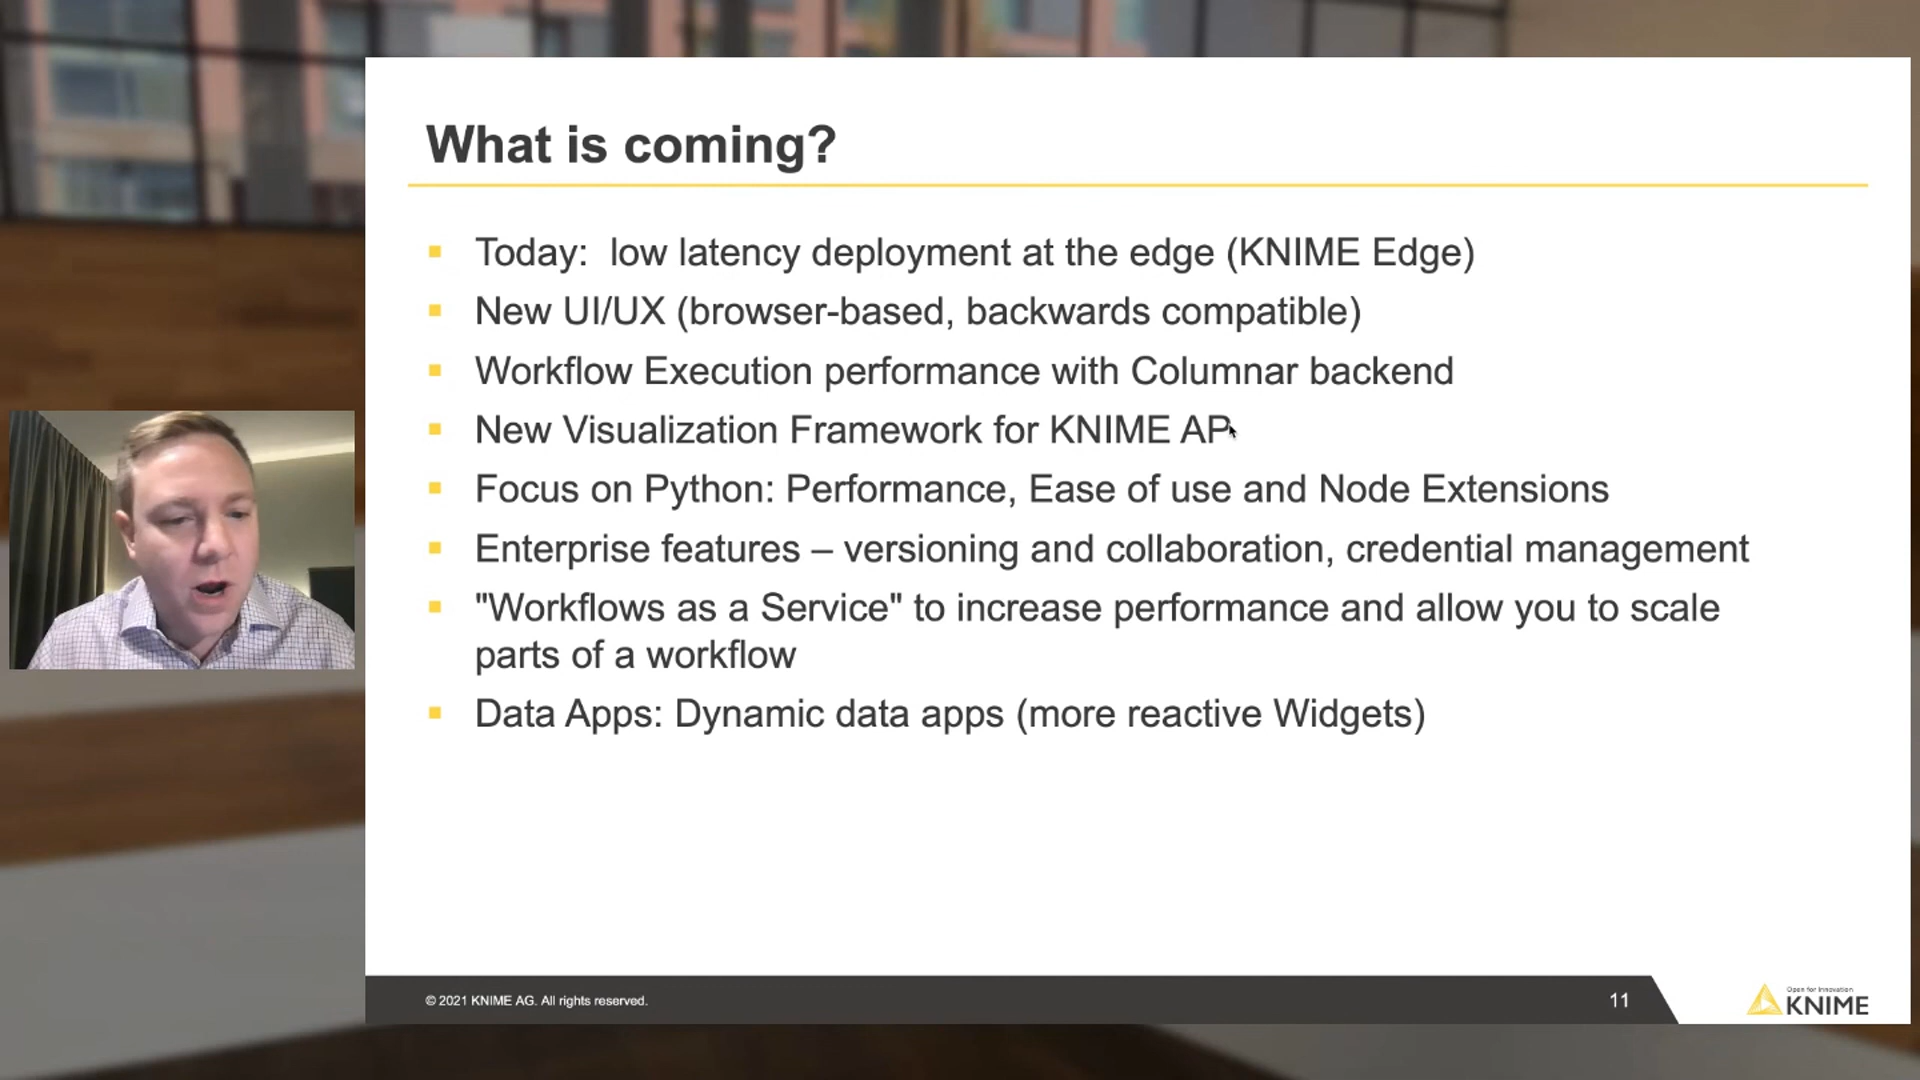 What is coming?
Today:  low latency deployment at the edge (KNIME Edge)
New UI/UX (browser-based, backwards compatible)
Workflow Execution performance with Columnar backend
New Visualization Framework for KNIME AP
Focus on Python: Performance, Ease of use and Node Extensions
Enterprise features – versioning and collaboration, credential management
"Workflows as a Service" to increase performance and allow you to scale
parts of a workflow
Data Apps: Dynamic data apps (more reactive Widgets)
© 2021 KNIME AG. All rights reserved.
11
Open for Innovation
KNIME